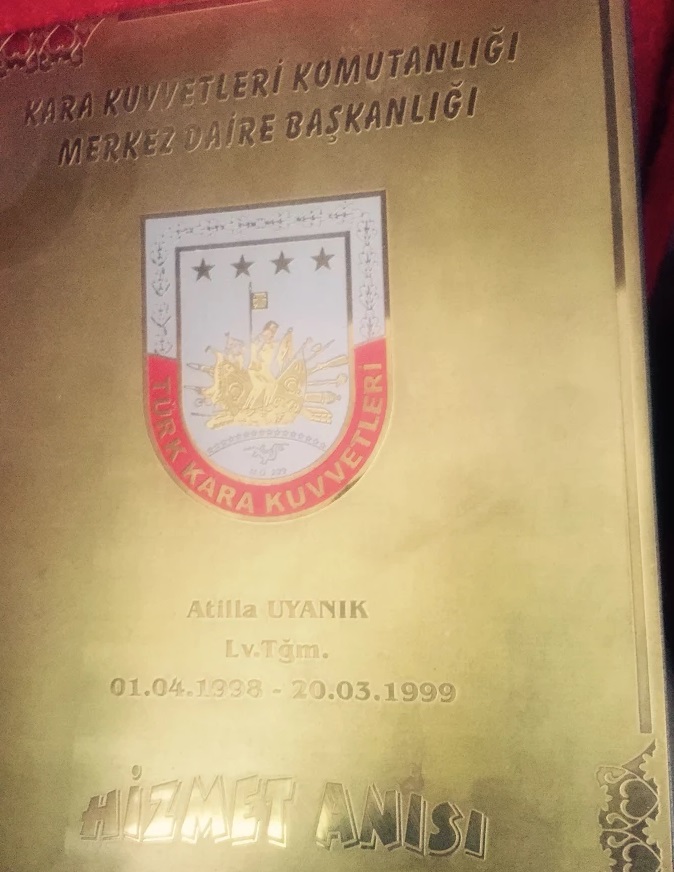 KARA KUVVETLERİ KOMUTANLIĞI
MERKEZ DAİRE BAŞKANLIĞI
TÜRK KARA KUVVETLERİ
Atilla UYANIK
Lv.Tğm.
01.04.1998 - 20.03.1999
HİZMET ANISI